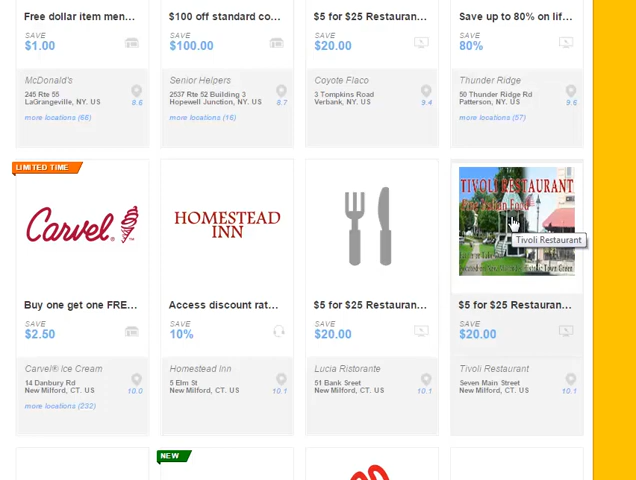 Free dollar item men...
SAVE
$1.00
McDonald's
245 Rte 55
LaGrangeville, NY. US
8.6
more locations (66)
$100 off standard co...
SAVE
$100.00
Senior Helpers
2537 Rte 52 Building 3
Hopewell Junction, NY. US
8.7
more locations (16)
$5 for $25 Restauran...
SAVE
$20.00
Coyote Flaco
3 Tompkins Road
Verbank, NY. US
9.4
Save up to 80% on lif...
SAVE
80%
Thunder Ridge
50 Thunder Ridge Rd
Patterson, NY. US
9.6
more locations (57)
LIMITED TIME
Carvel®
Buy one get one FRE...
SAVE
$2.50
Carvel® Ice Cream
14 Danbury Rd
New Milford, CT. US
10.0
more locations (232)
HOMESTEAD
INN
Access discount rat...
SAVE
10%
Homestead Inn
5 Elm St
New Milford, CT. US
10.1
$5 for $25 Restauran...
SAVE
$20.00
Lucia Ristorante
51 Bank Sreet
New Milford, CT. US
10.1
TIVOLI RESTAURANT
Fine Italian Food
Tivoli Restaurant
$5 for $25 Restauran...
SAVE
$20.00
Tivoli Restaurant
Seven Main Street
New Milford, CT. US
10.1
NEW